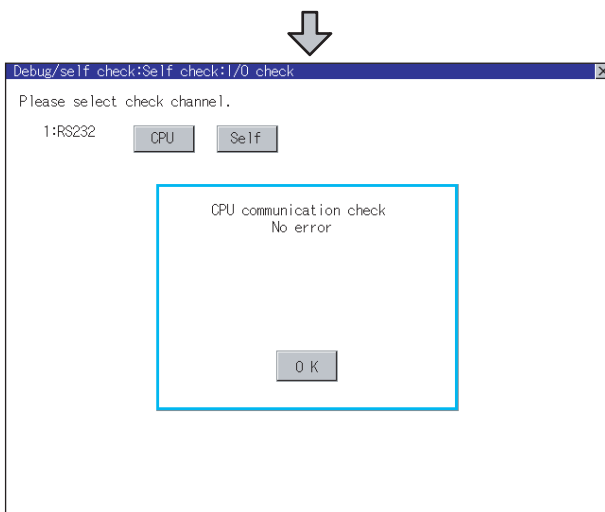 Debug/self check:Self check:I/O check
Please select check channel.
1:RS232 CPU Self
CPU communication check
No error
O K